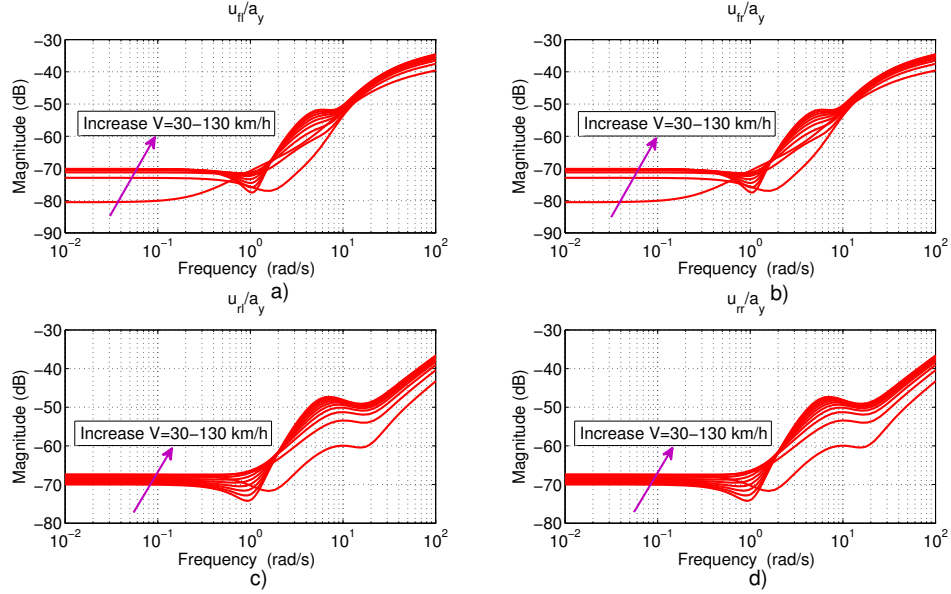 u_fl/a_y
u_fr/a_y
Magnitude (dB)
−30
−40
−50
−60
−70
−80
−90
Increase V=30−130 km/h
10^−2
10^−1
10^0
10^1
10^2
Frequency (rad/s)
a)
Magnitude (dB)
−30
−40
−50
−60
−70
−80
−90
Increase V=30−130 km/h
10^−2
10^−1
10^0
10^1
10^2
Frequency (rad/s)
b)
u_rl/a_y
u_rr/a_y
Magnitude (dB)
−30
−40
−50
−60
−70
−80
Increase V=30−130 km/h
10^−2
10^−1
10^0
10^1
10^2
Frequency (rad/s)
c)
Magnitude (dB)
−30
−40
−50
−60
−70
−80
Increase V=30−130 km/h
10^−2
10^−1
10^0
10^1
10^2
Frequency (rad/s)
d)